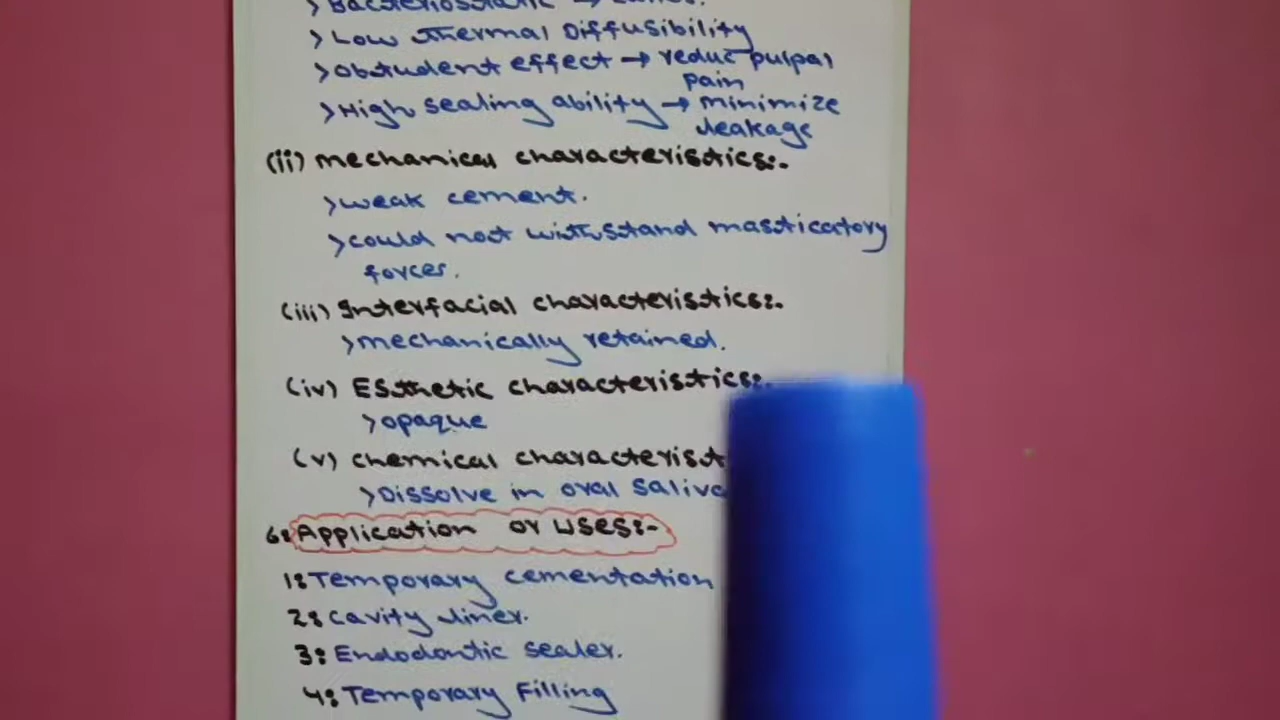 > Bacteriostatic →
> Low thermal Diffusibility
> obtudent effect → reduc pulpal
pain
> High sealing ability → minimize
leakage
(ii) mechanical characteristics:-
> weak cement.
> could not withstand masticatory
forces.
(iii) Interfacial characteristics:-
> mechanically retained.
(iv) Esthetic characteristics:-
> opaque
(v) chemical characterist
> Dissolve in oral saliva
6: Application or uses:-
1: Temporary cementation
2: cavity liner.
3: Endodontic sealer.
4: Temporary Filling